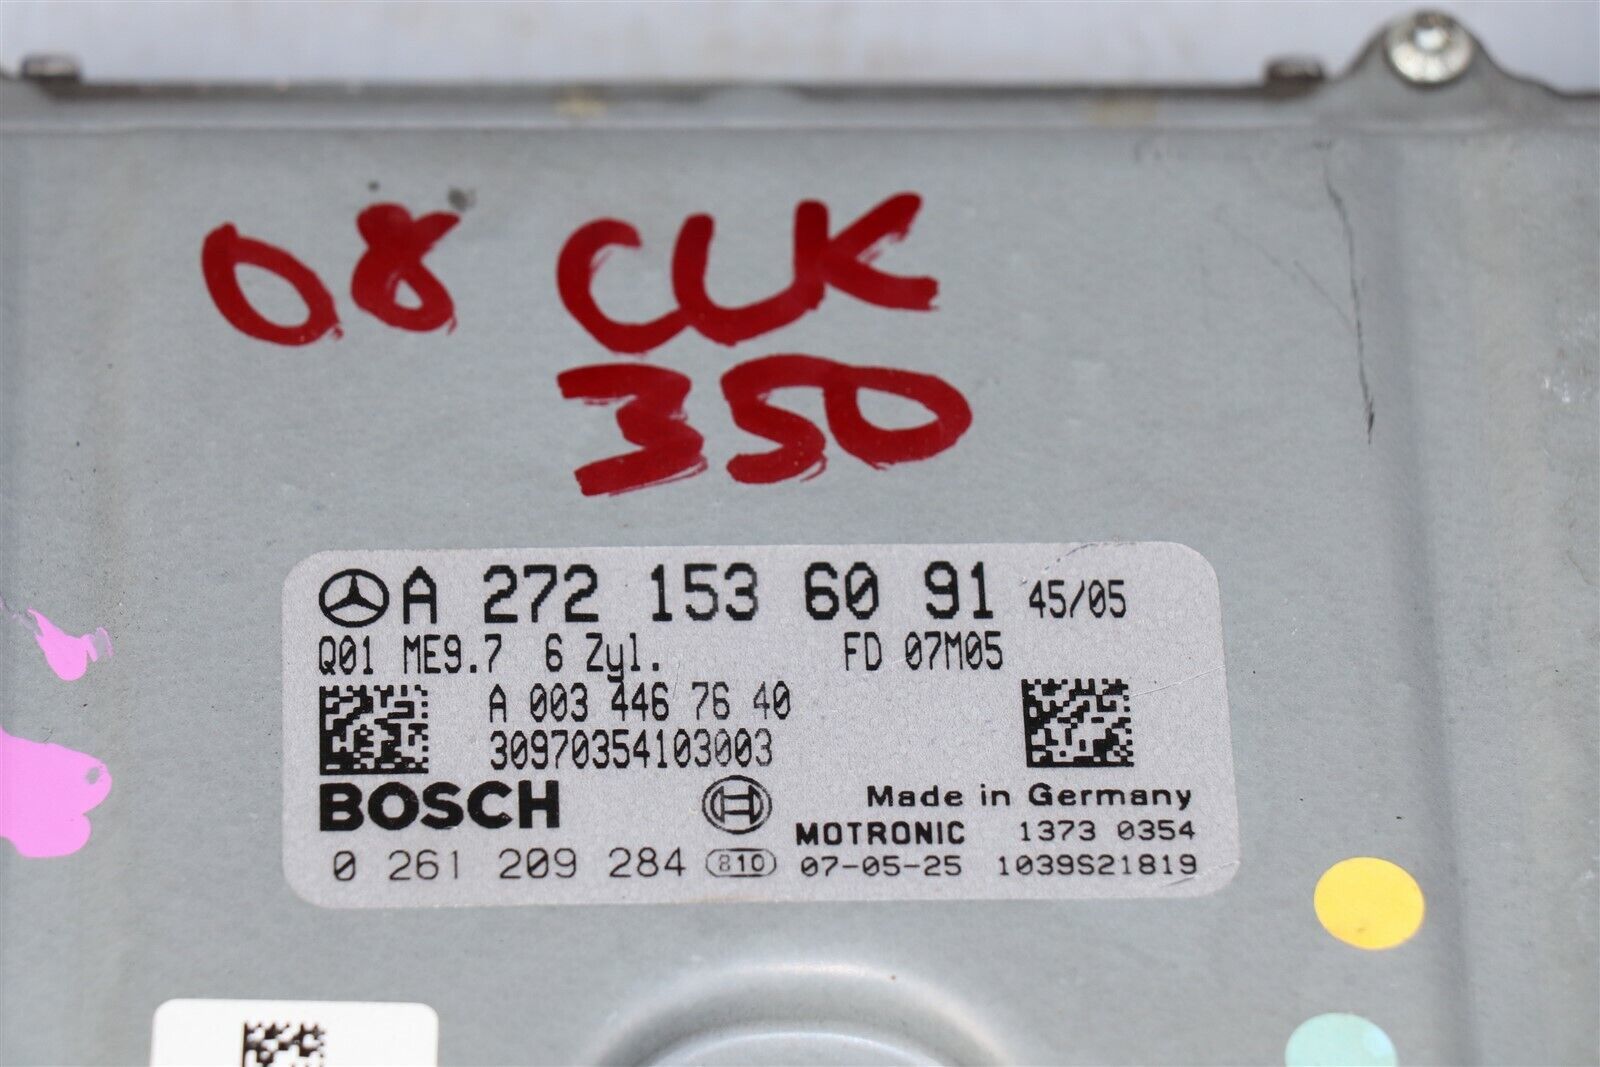 08 CLK
350
A 272 153 60 91 45/05
Q01 ME9.7 6 Zyl. FD 07M05
A 003 446 76 40
30970354103003
BOSCH
Made in Germany
MOTRONIC 1373 0354
0 261 209 284 810 07-05-25 1039S21819